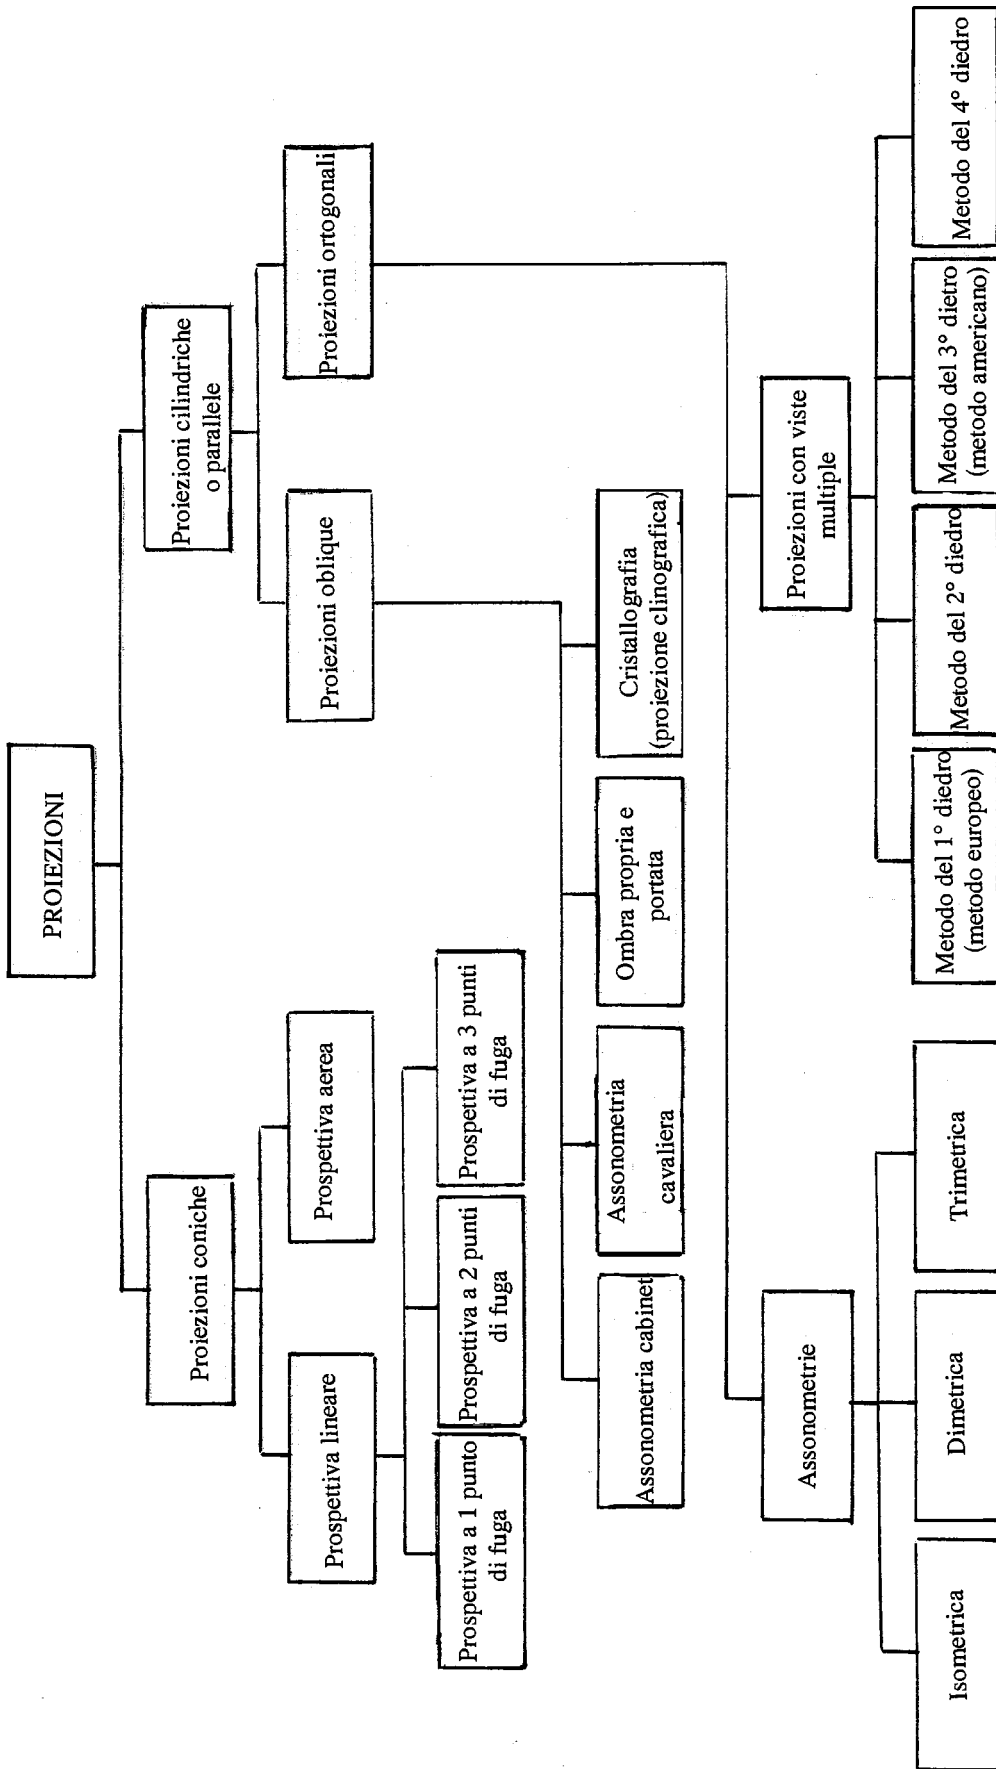 PROIEZIONI
Proiezioni coniche
Proiezioni cilindriche
o parallele
Prospettiva lineare
Prospettiva aerea
Proiezioni oblique
Proiezioni ortogonali
Prospettiva a 1 punto
di fuga
Prospettiva a 2 punti
di fuga
Prospettiva a 3 punti
di fuga
Assonometria cabinet
Assonometria
cavaliera
Ombra propria e
portata
Cristallografia
(proiezione clinografica)
Assonometrie
Proiezioni con viste
multiple
Isometrica
Dimetrica
Trimetrica
Metodo del 1° diedro
(metodo europeo)
Metodo del 2° diedro
Metodo del 3° dietro
(metodo americano)
Metodo del 4° diedro